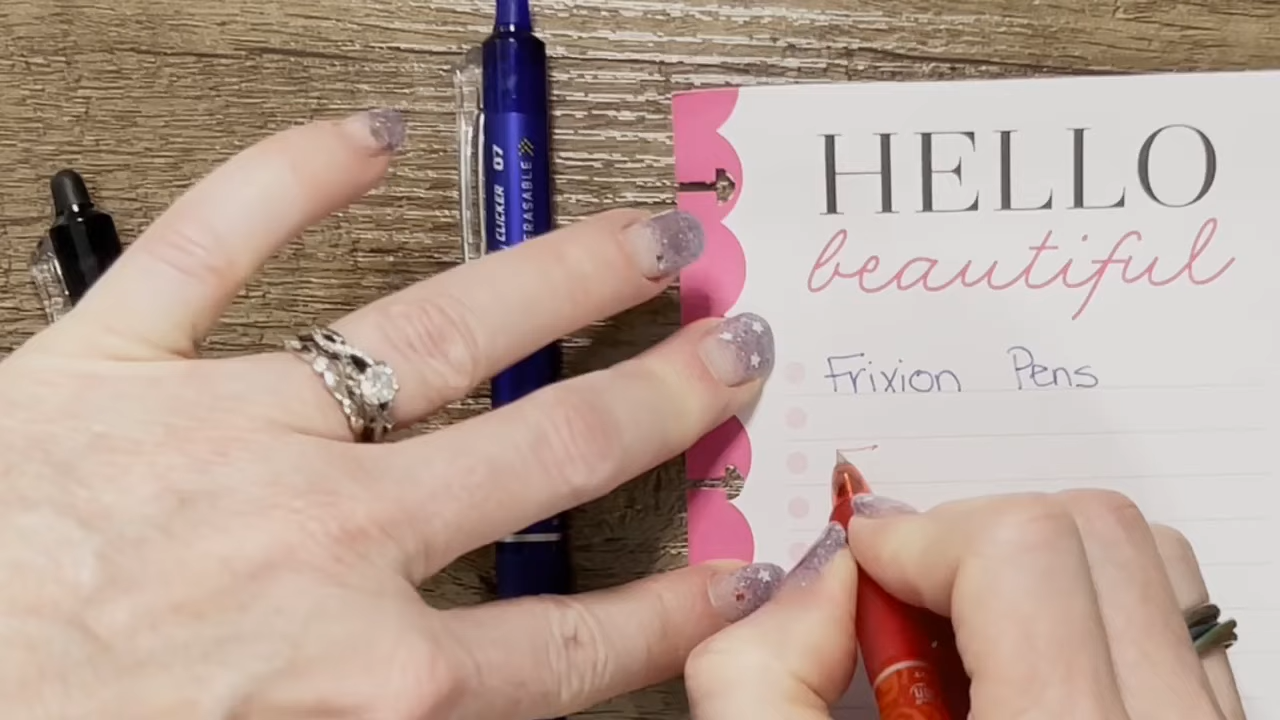 CLICKER 07
ERASABLE
HELLO
beautiful
Frixion Pens